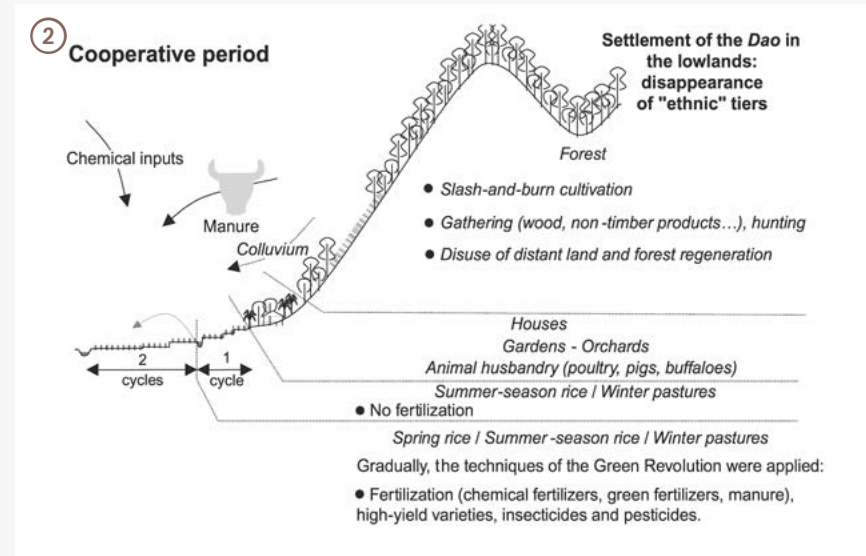 2
Cooperative period
Settlement of the Dao in
the lowlands:
disappearance
of "ethnic" tiers
Chemical inputs
Manure
Colluvium
Forest
● Slash-and-burn cultivation
● Gathering (wood, non-timber products…), hunting
● Disuse of distant land and forest regeneration
Houses
Gardens - Orchards
Animal husbandry (poultry, pigs, buffaloes)
2
cycles
1
cycle
Summer-season rice / Winter pastures
● No fertilization
Spring rice / Summer-season rice / Winter pastures
Gradually, the techniques of the Green Revolution were applied:
● Fertilization (chemical fertilizers, green fertilizers, manure),
high-yield varieties, insecticides and pesticides.